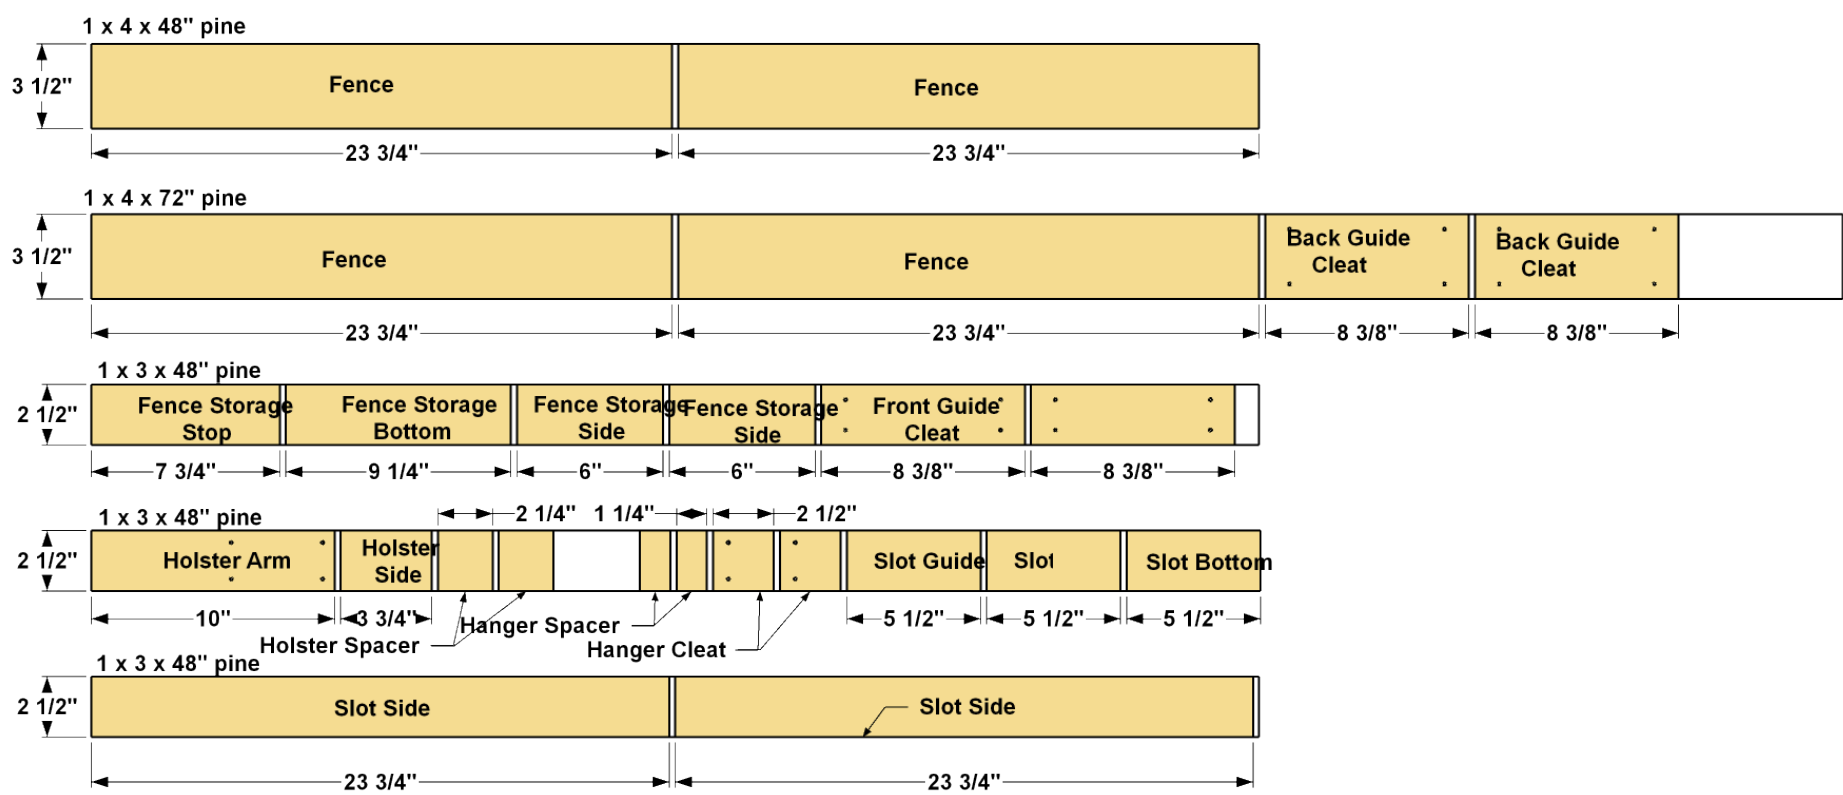 1 x 4 x 48" pine
3 1/2"
Fence
Fence
23 3/4"
23 3/4"
1 x 4 x 72" pine
3 1/2"
Fence
Fence
Back Guide
Cleat
Back Guide
Cleat
23 3/4"
23 3/4"
8 3/8"
8 3/8"
1 x 3 x 48" pine
2 1/2"
Fence Storage
Stop
Fence Storage
Bottom
Fence Storage
Side
Fence Storage
Side
Front Guide
Cleat
7 3/4"
9 1/4"
6"
6"
8 3/8"
8 3/8"
1 x 3 x 48" pine
2 1/4"
1 1/4"
2 1/2"
2 1/2"
Holster Arm
Holster
Side
Slot Guide
Slot
Slot Bottom
10"
3 3/4"
Hanger Spacer
5 1/2"
5 1/2"
5 1/2"
Holster Spacer
Hanger Cleat
1 x 3 x 48" pine
2 1/2"
Slot Side
Slot Side
23 3/4"
23 3/4"